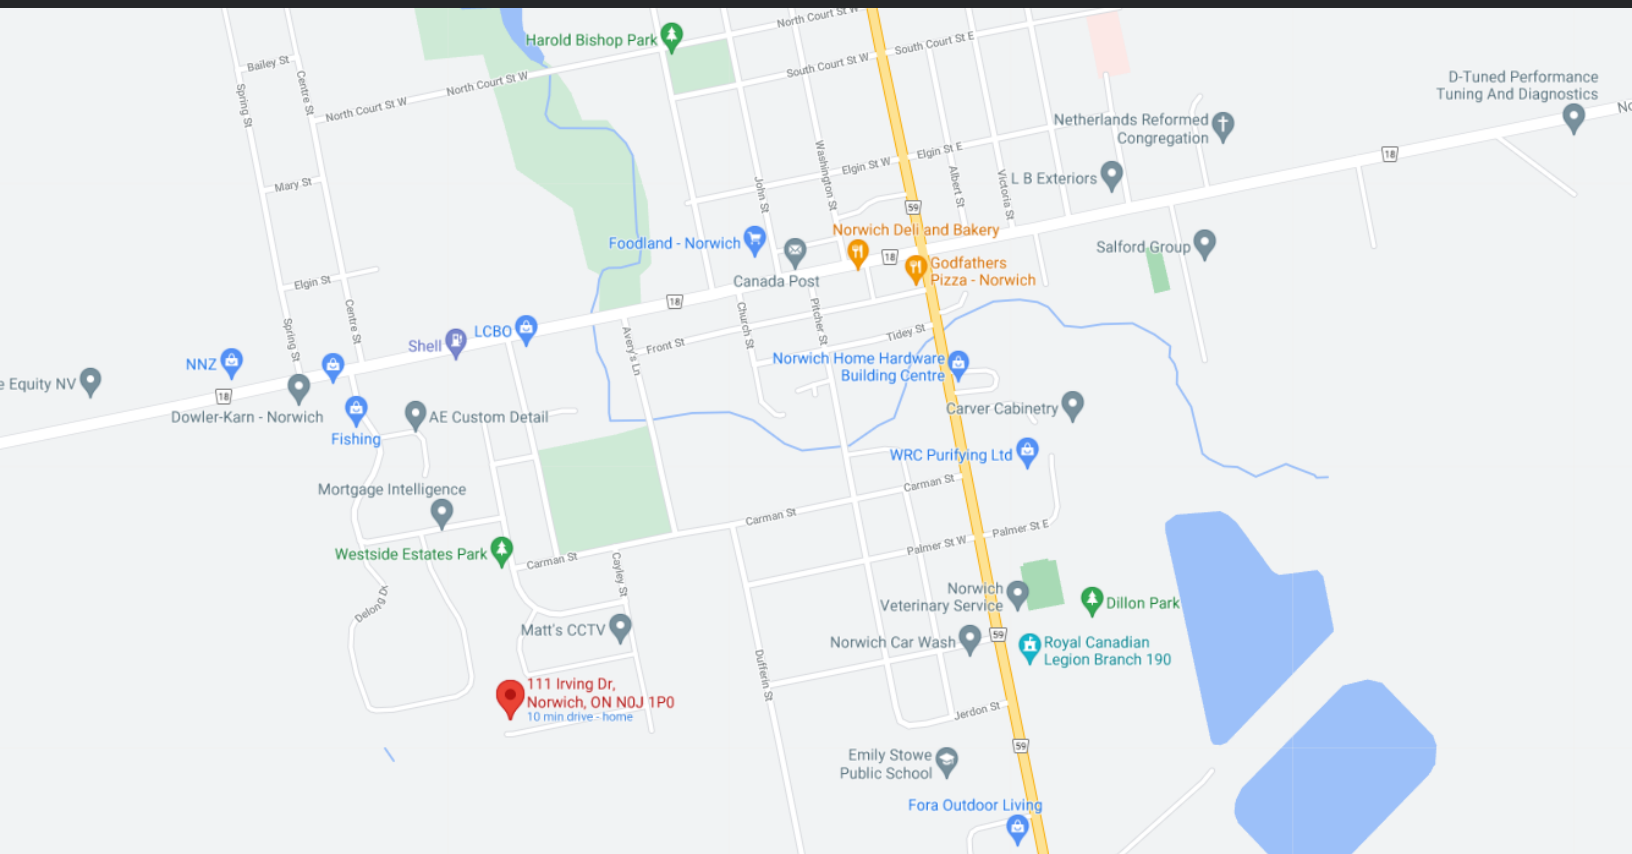 North Court St W
Harold Bishop Park
South Court St E
South Court St W
Bailey St
Spring St
Centre St
North Court St W
North Court St W
D-Tuned Performance
Tuning And Diagnostics
No
Netherlands Reformed
Congregation
18
Washington St
Elgin St W
Elgin St E
Albert St
Victoria St
L B Exteriors
Mary St
John St
59
Norwich Deli and Bakery
Foodland - Norwich
Canada Post
18
Godfathers
Pizza - Norwich
Salford Group
Elgin St
Centre St
Spring St
18
Church St
Pitcher St
Avery's Ln
Front St
Tidey St
LCBO
Shell
NNZ
e Equity NV
18
Norwich Home Hardware
Building Centre
Dowler-Karn - Norwich
Fishing
AE Custom Detail
Carver Cabinetry
WRC Purifying Ltd
Mortgage Intelligence
Carman St
Carman St
Palmer St E
Palmer St W
Westside Estates Park
Carman St
Cayley St
Delong Dr
Norwich
Veterinary Service
Dillon Park
Matt's CCTV
Norwich Car Wash
59
Royal Canadian
Legion Branch 190
Dufferin St
111 Irving Dr,
Norwich, ON N0J 1P0
10 min drive - home
Jerdon St
59
Emily Stowe
Public School
Fora Outdoor Living